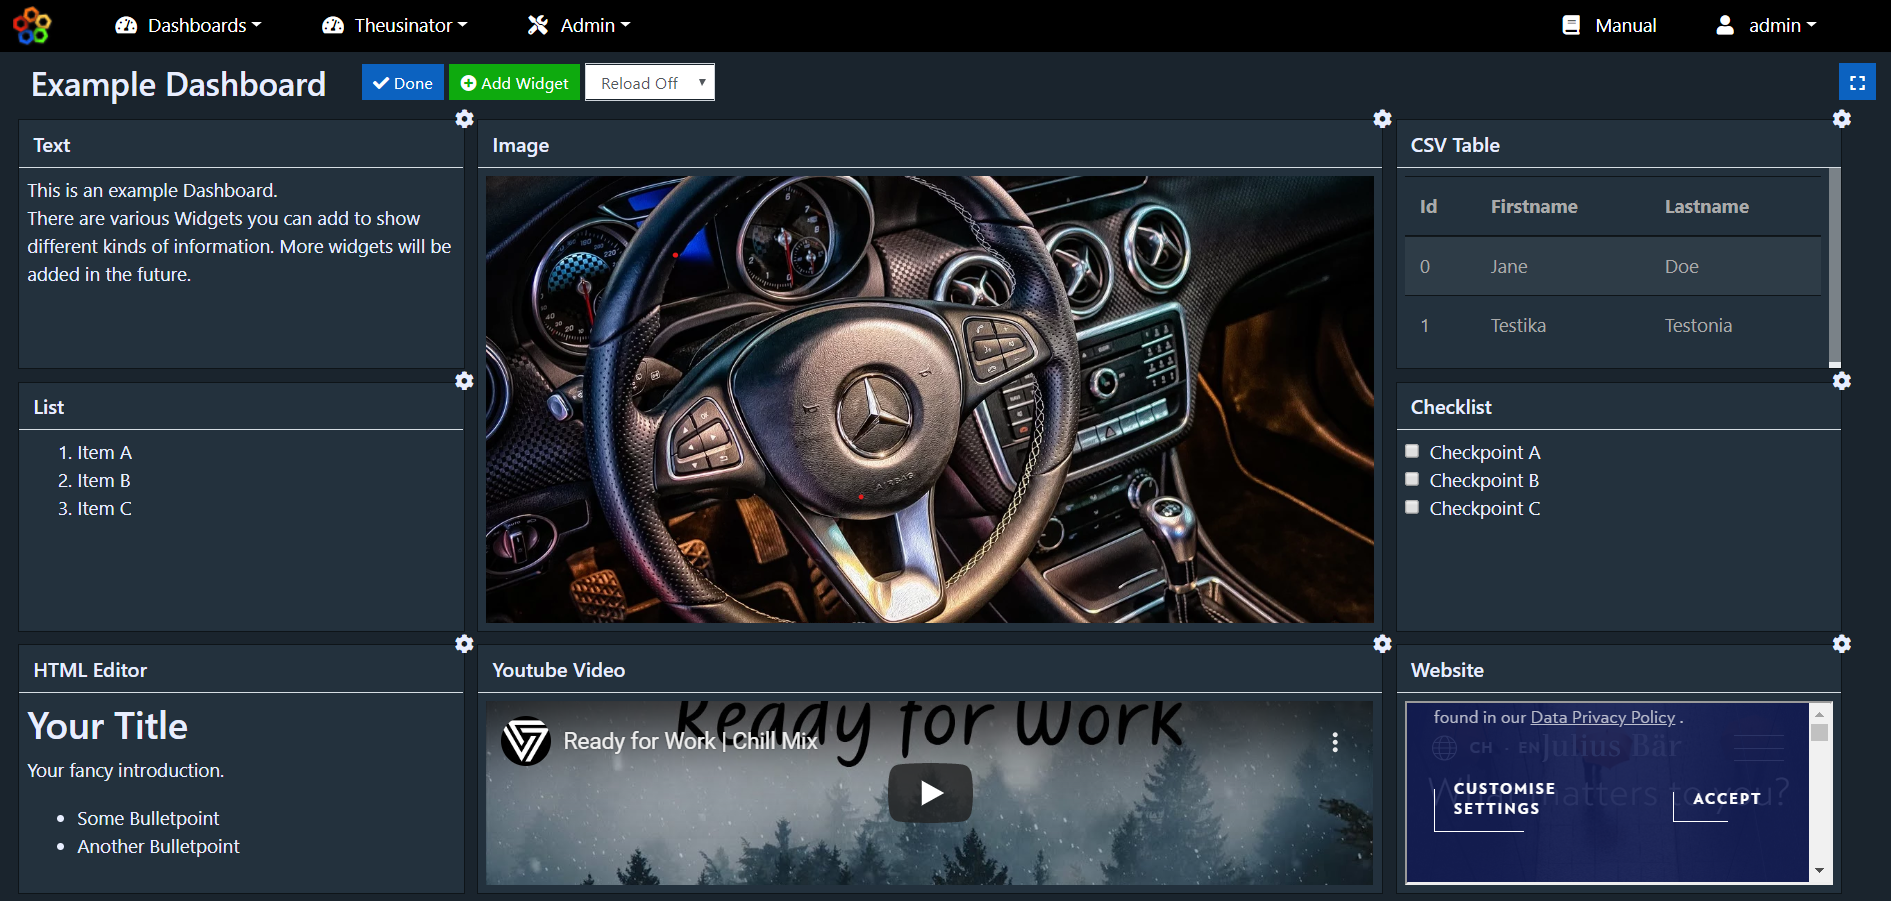 Dashboards
Theusinator
Admin
Manual
admin
Example Dashboard
Done
Add Widget
Reload Off
Text
This is an example Dashboard.
There are various Widgets you can add to show
different kinds of information. More widgets will be
added in the future.
Image
AIRBAG
CSV Table
Id Firstname Lastname
0 Jane Doe
1 Testika Testonia
List
1. Item A
2. Item B
3. Item C
Checklist
Checkpoint A
Checkpoint B
Checkpoint C
HTML Editor
Your Title
Your fancy introduction.
• Some Bulletpoint
• Another Bulletpoint
Youtube Video
Ready for Work
Ready for Work | Chill Mix
Website
found in our Data Privacy Policy .
CH · EN
Julius Bär
matters to you?
CUSTOMISE
SETTINGS
ACCEPT